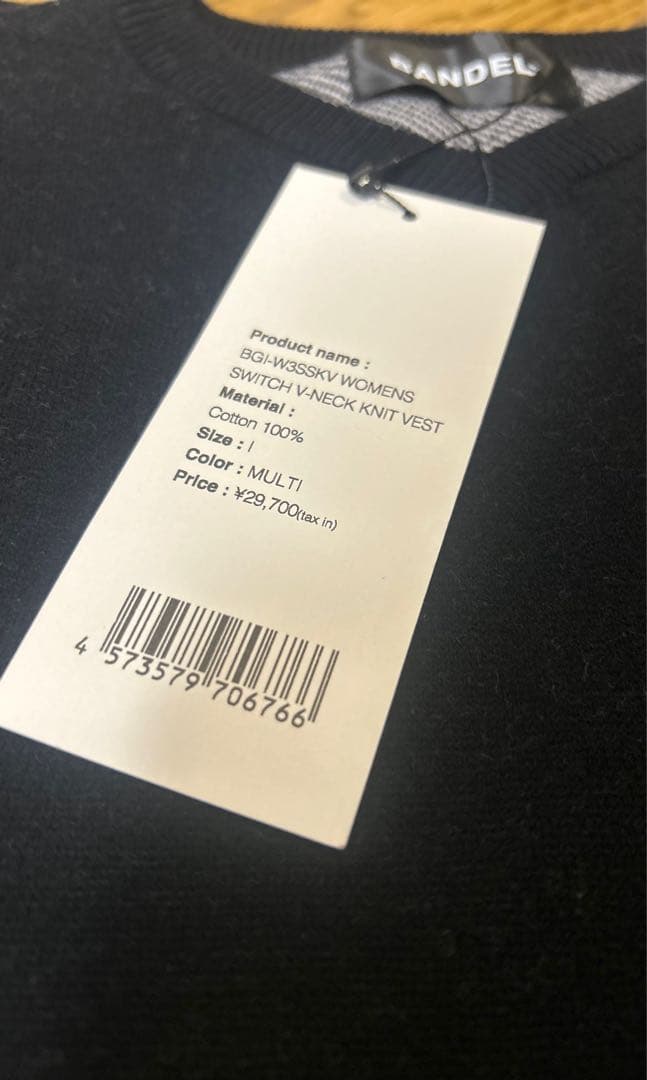 BANDEL
Product name :
BGI-W3SSKV WOMENS
SWITCH V-NECK KNIT VEST
Material :
Cotton 100%
Size : I
Color : MULTI
Price : ¥29,700(tax in)
4 573579 706766